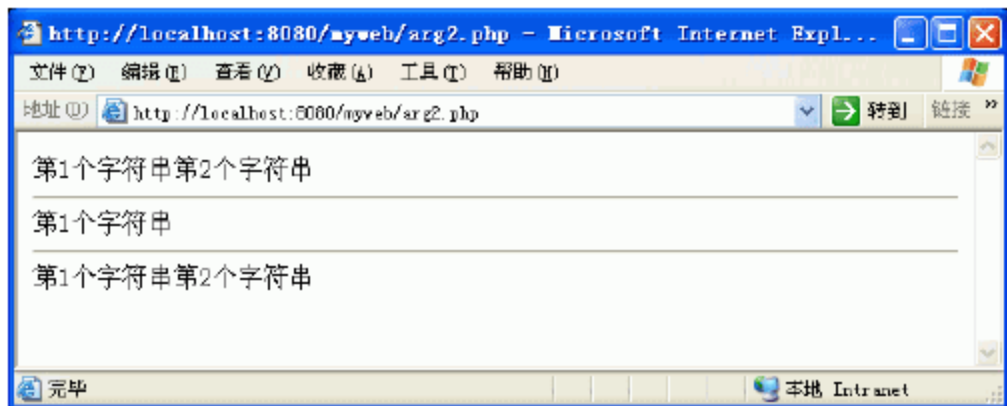 http://localhost:8080/myweb/arg2.php - Microsoft Internet Expl...
文件(F) 编辑(E) 查看(V) 收藏(A) 工具(T) 帮助(H)
地址(D) http://localhost:8080/myweb/arg2.php 转到 链接 »
第1个字符串第2个字符串
第1个字符串
第1个字符串第2个字符串
完毕 本地 Intranet